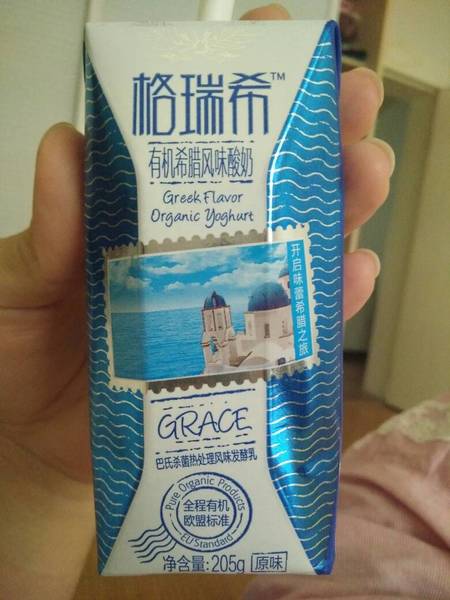 格瑞希™
有机希腊风味酸奶
Greek Flavor
Organic Yoghurt
开启味蕾希腊之旅
GRACE
巴氏杀菌热处理风味发酵乳
Pure Organic Products
全程有机
欧盟标准
EU Standard
净含量:205g 原味